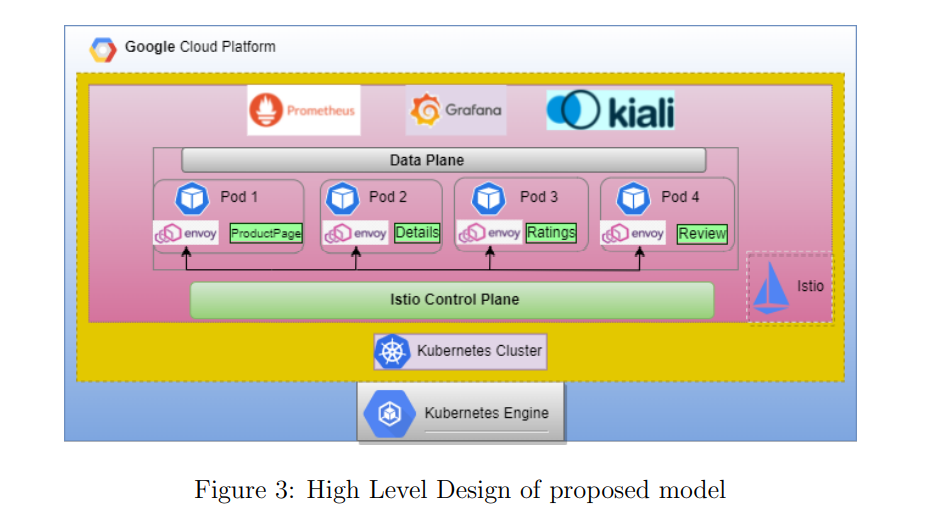 Google Cloud Platform
Prometheus
Grafana
kiali
Data Plane
Pod 1
Pod 2
Pod 3
Pod 4
envoy
ProductPage
envoy
Details
envoy
Ratings
envoy
Review
Istio
Istio Control Plane
Kubernetes Cluster
Kubernetes Engine
Figure 3: High Level Design of proposed model